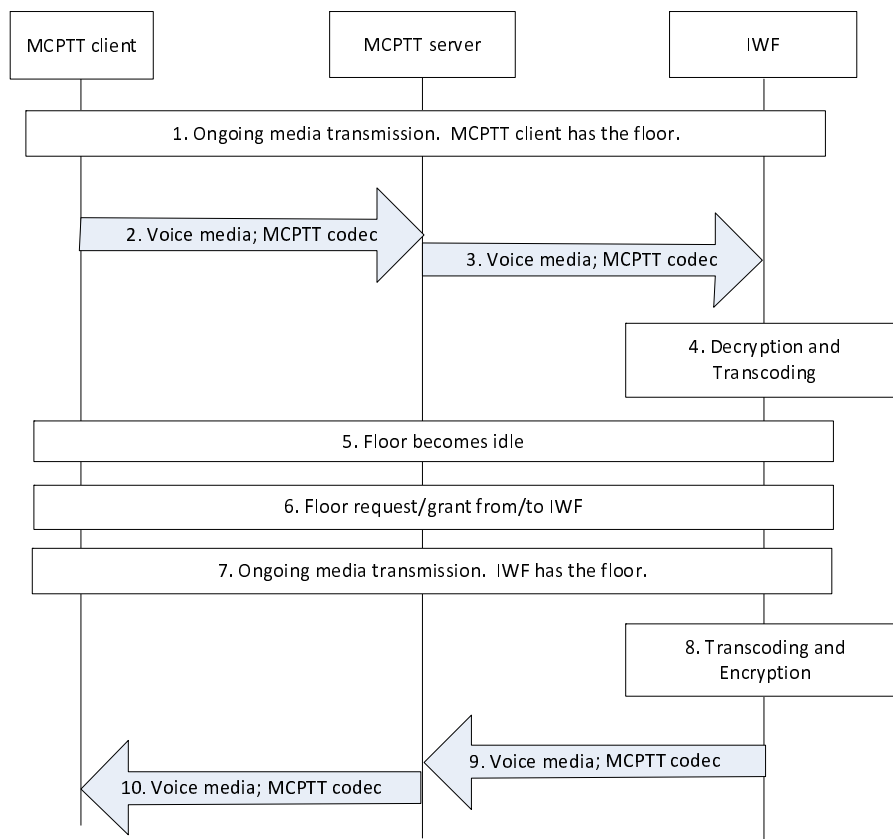 MCPTT client
MCPTT server
IWF
1. Ongoing media transmission.  MCPTT client has the floor.
2. Voice media; MCPTT codec
3. Voice media; MCPTT codec
4. Decryption and
Transcoding
5. Floor becomes idle
6. Floor request/grant from/to IWF
7. Ongoing media transmission.  IWF has the floor.
8. Transcoding and
Encryption
9. Voice media; MCPTT codec
10. Voice media; MCPTT codec